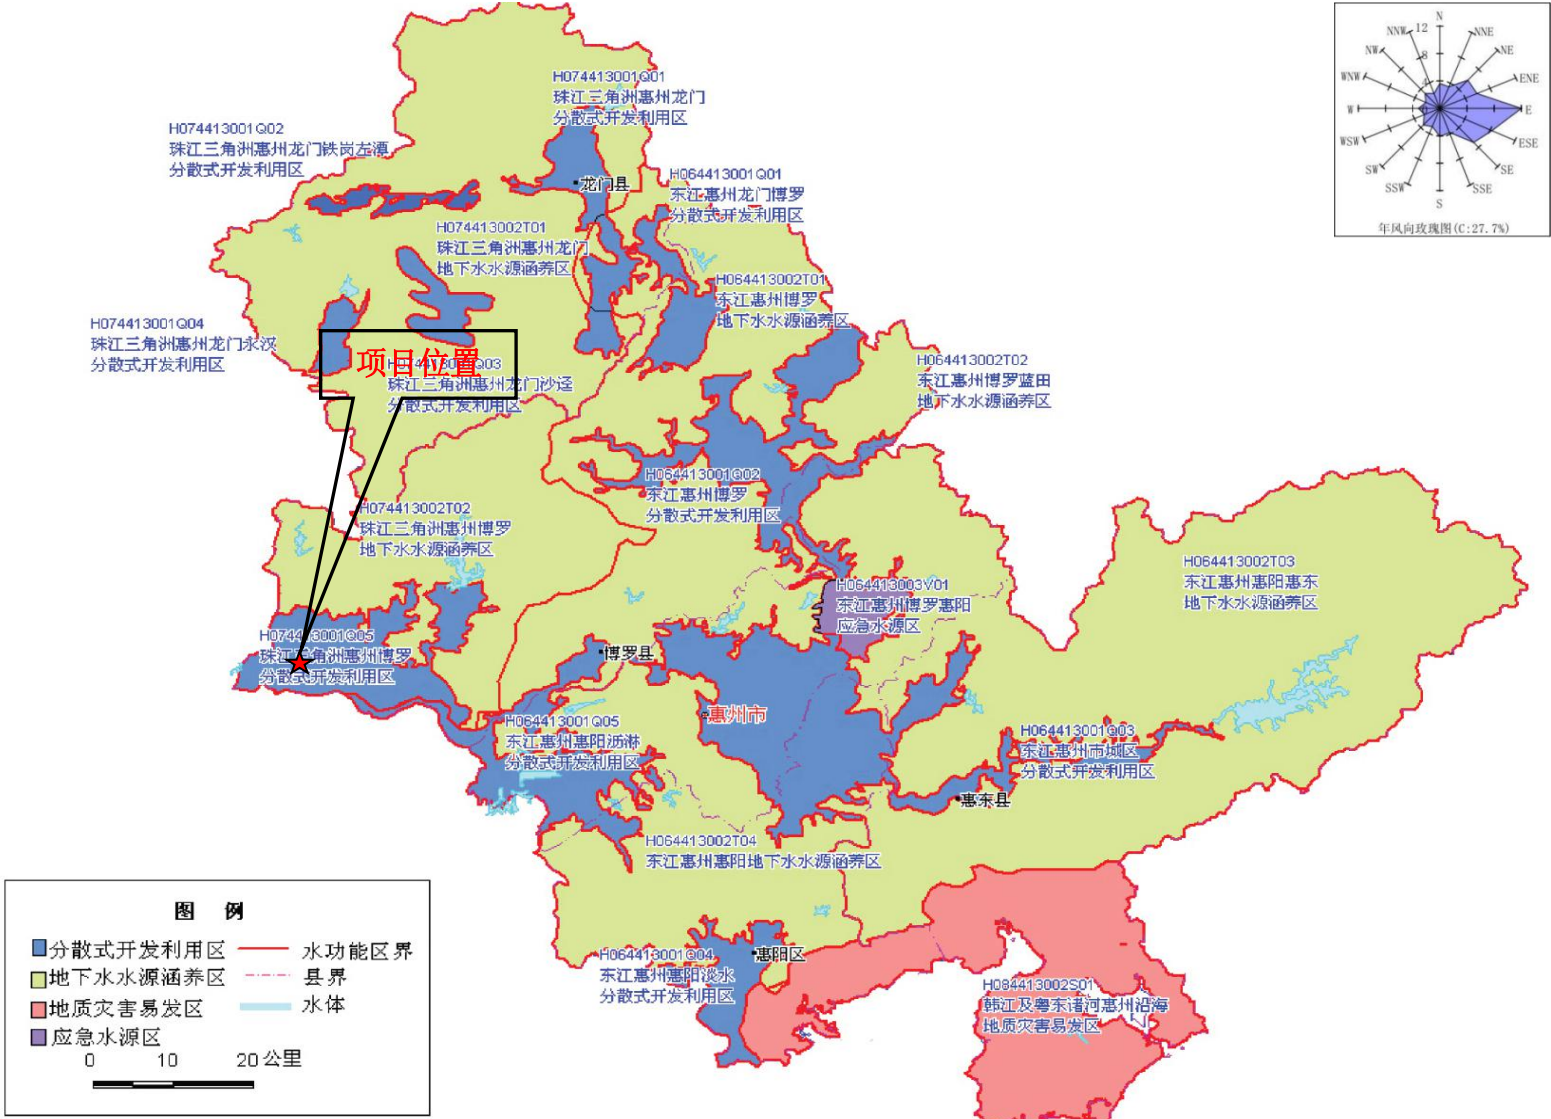 H074413001Q01
珠江三角洲惠州龙门
分散式开发利用区
H074413001Q02
珠江三角洲惠州龙门铁岗左潭
分散式开发利用区
龙门县
H064413001Q01
东江惠州龙门博罗
分散式开发利用区
H074413002T01
珠江三角洲惠州龙门
地下水水源涵养区
H064413002T01
东江惠州博罗
地下水水源涵养区
H074413001Q04
珠江三角洲惠州龙门永汉
分散式开发利用区
项目位置
H074413001Q03
珠江三角洲惠州龙门沙迳
分散式开发利用区
H064413002T02
东江惠州博罗蓝田
地下水水源涵养区
H064413001Q02
东江惠州博罗
分散式开发利用区
H074413002T02
珠江三角洲惠州博罗
地下水水源涵养区
H064413003V01
东江惠州博罗惠阳
应急水源区
H064413002T03
东江惠州惠阳惠东
地下水水源涵养区
H074413001Q05
珠江三角洲惠州博罗
分散式开发利用区
博罗县
惠州市
H064413001Q05
东江惠州惠阳沥淋
分散式开发利用区
H064413001Q03
东江惠州市城区
分散式开发利用区
惠东县
H064413002T04
东江惠州惠阳地下水水源涵养区
惠阳区
H064413001Q04
东江惠州惠阳淡水
分散式开发利用区
H084413002S01
韩江及粤东诸河惠州沿海
地质灾害易发区
图 例
分散式开发利用区
水功能区界
地下水水源涵养区
县界
地质灾害易发区
水体
应急水源区
0 10 20公里
N
NNE
NE
ENE
E
ESE
SE
SSE
S
SSW
SW
WSW
W
WNW
NW
NNW
12
8
4
年风向玫瑰图(C:27.7%)